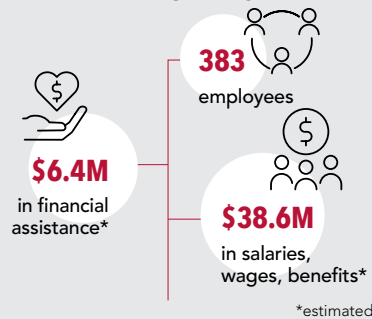 383
employees
$
$6.4M
in financial
assistance*
$
$38.6M
in salaries,
wages, benefits*
*estimated